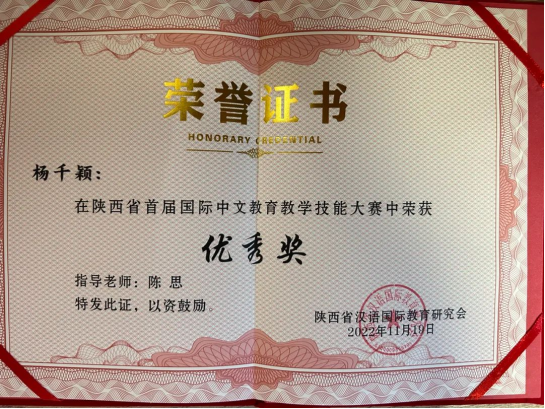 荣誉证书
HONORARY CREDENTIAL
杨千颖：
在陕西省首届国际中文教育教学技能大赛中荣获
优秀奖
指导老师：陈 思
特发此证，以资鼓励。
陕西省汉语国际教育研究会
2022年11月19日